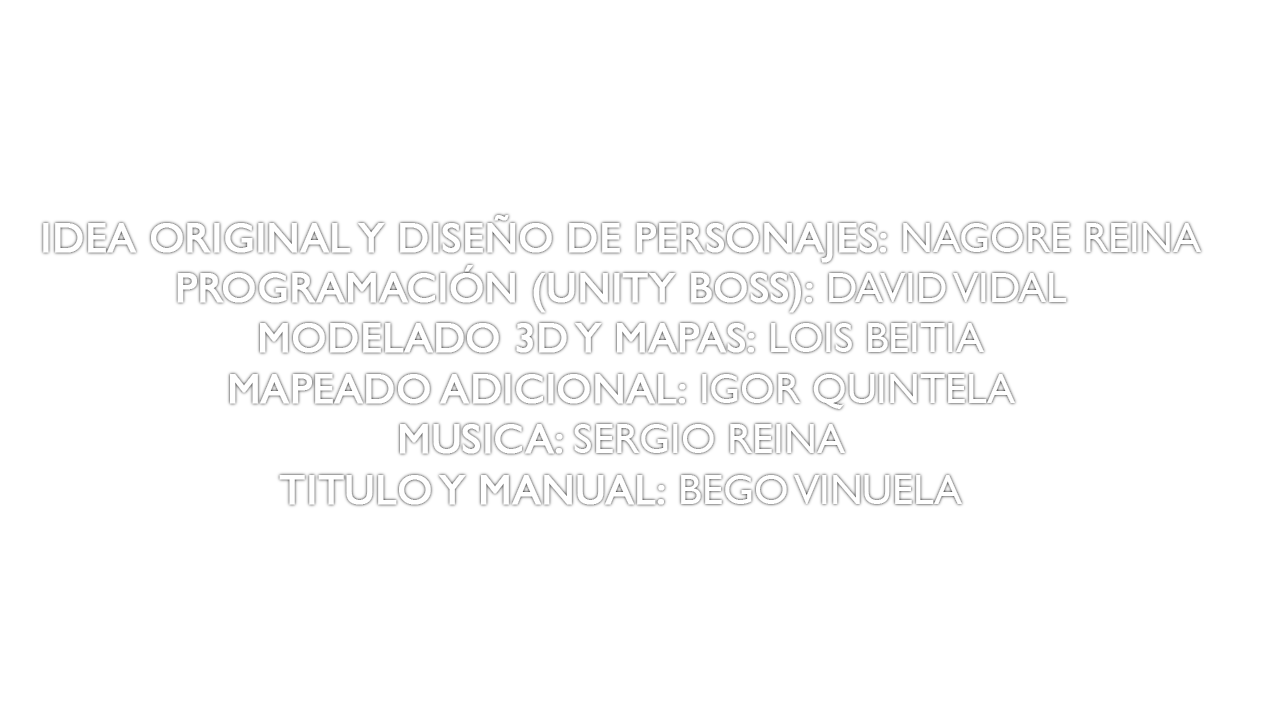 IDEA ORIGINAL Y DISEÑO DE PERSONAJES: NAGORE REINA
PROGRAMACIÓN (UNITY BOSS): DAVID VIDAL
MODELADO 3D Y MAPAS: LOIS BEITIA
MAPEADO ADICIONAL: IGOR QUINTELA
MUSICA: SERGIO REINA
TITULO Y MANUAL: BEGO VINUELA